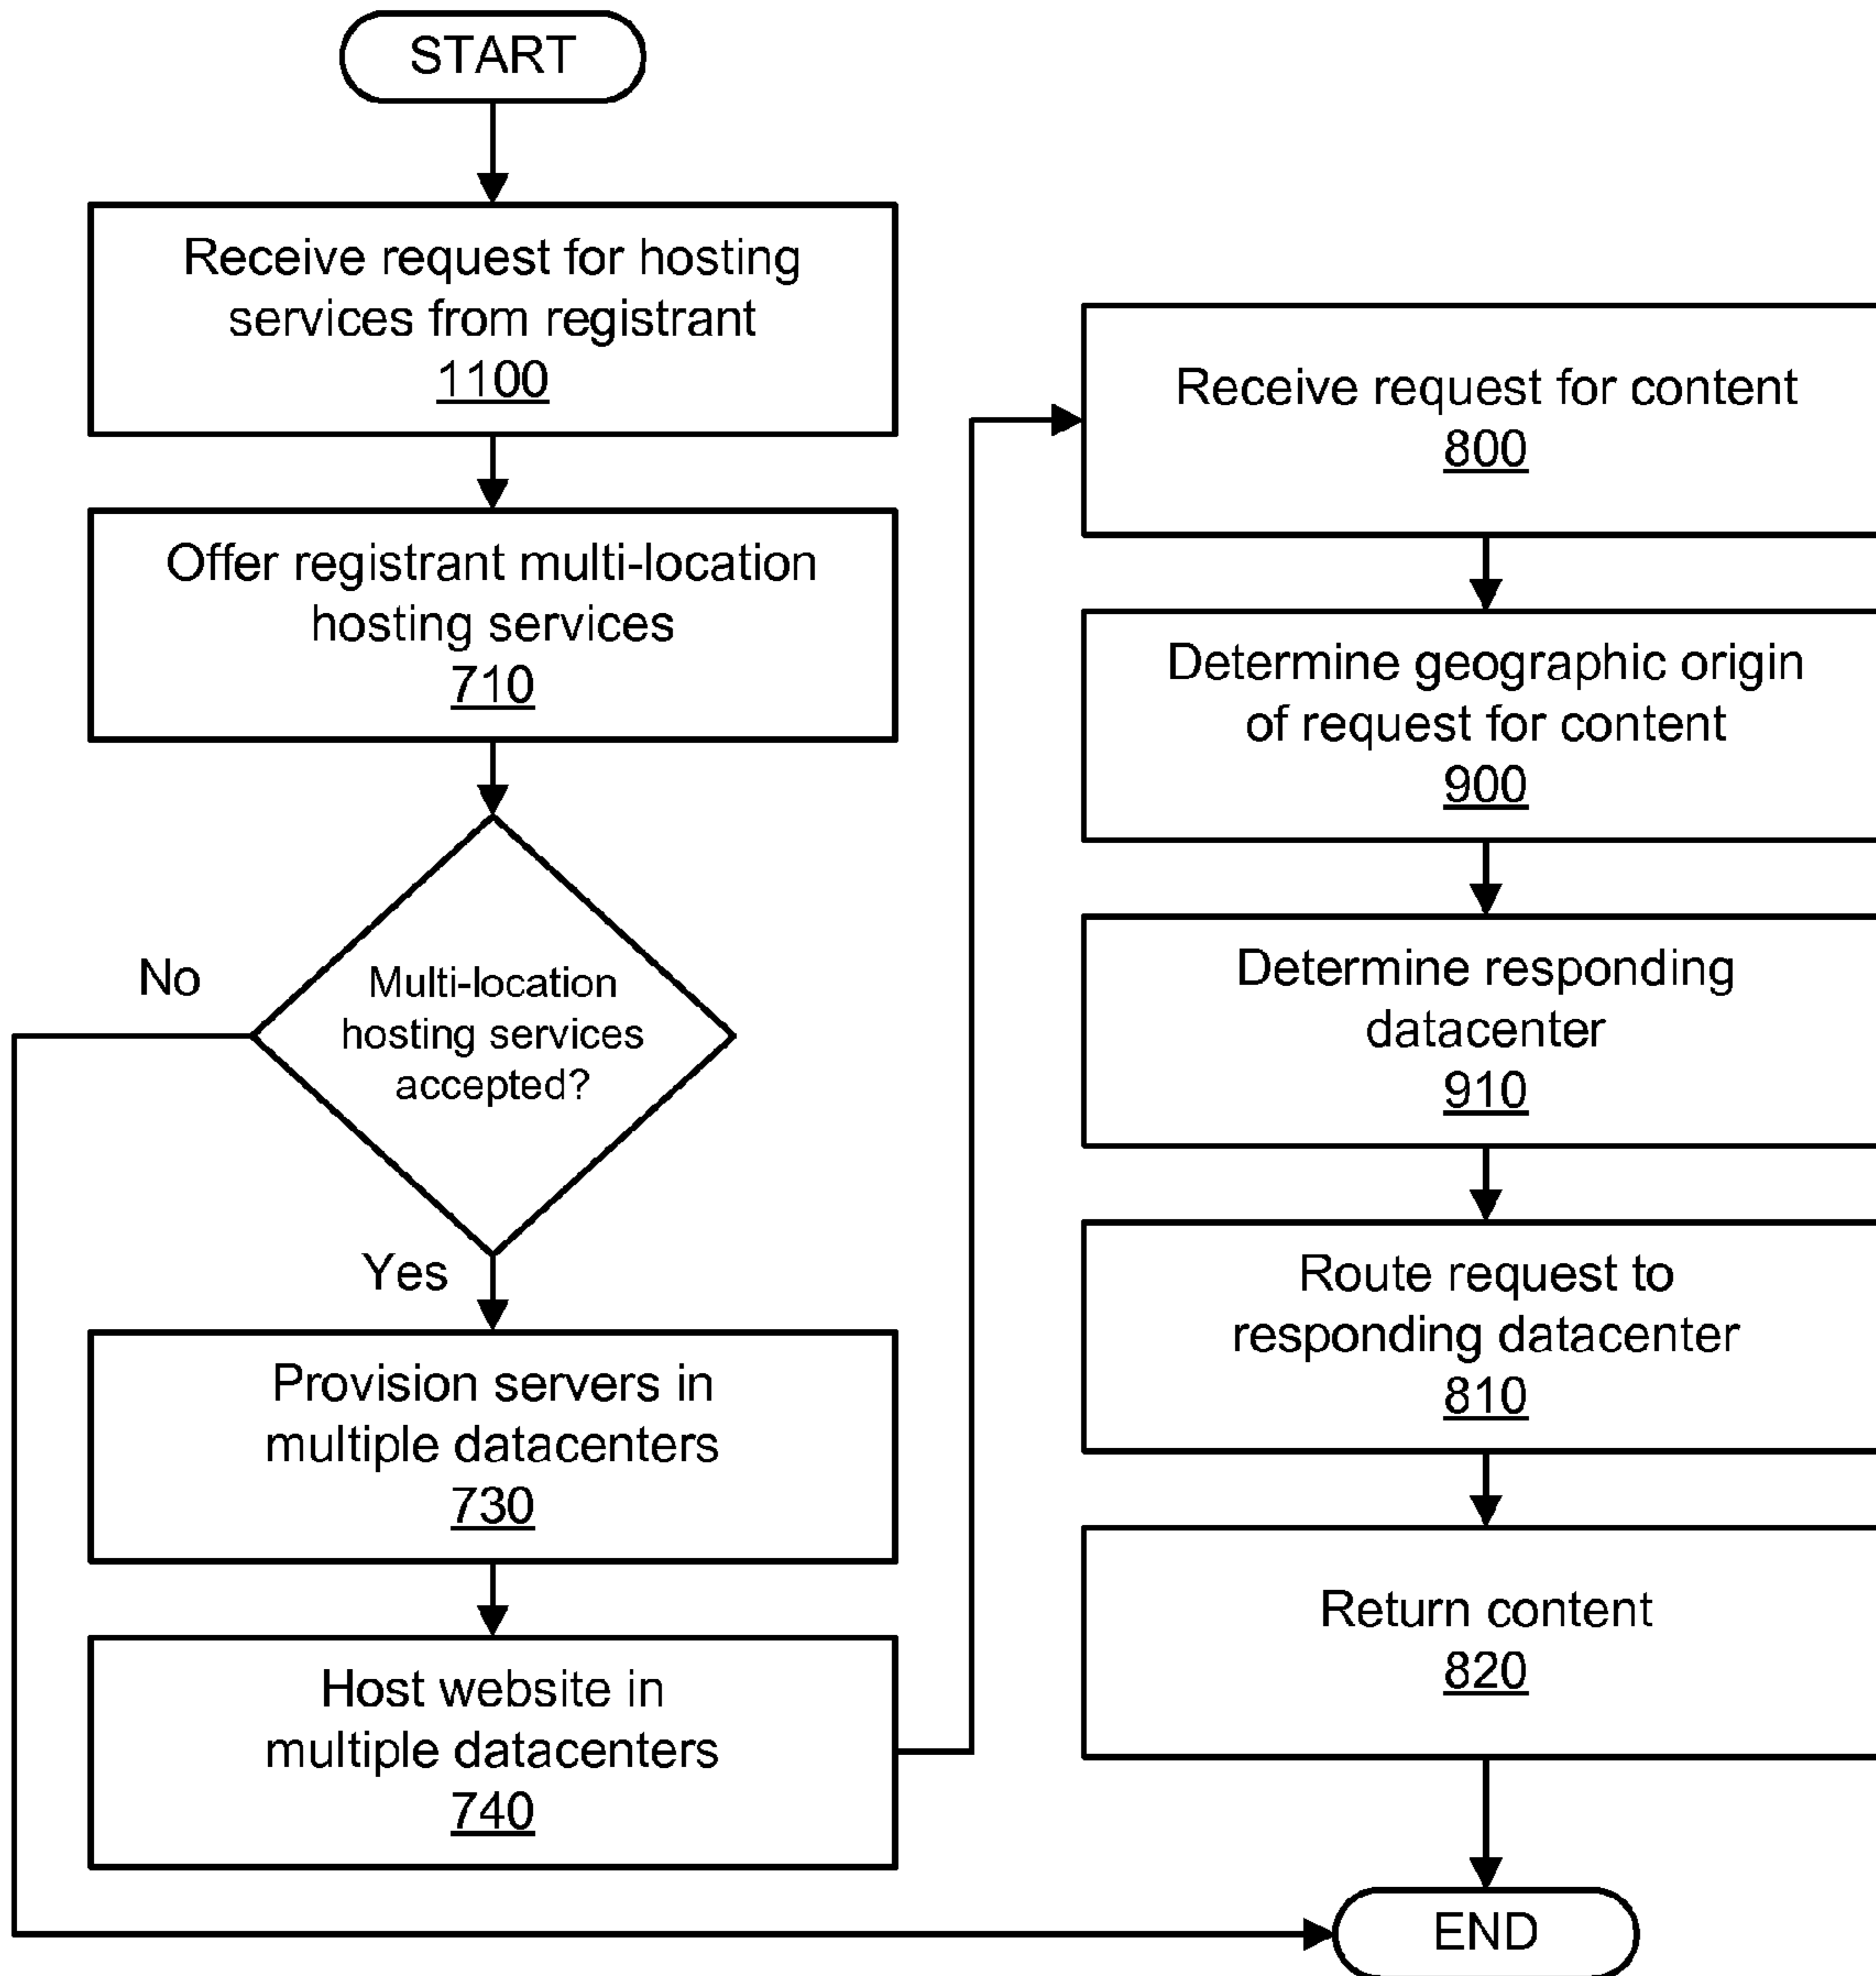 START
Receive request for hosting
services from registrant
1100
Offer registrant multi-location
hosting services
710
No
Multi-location
hosting services
accepted?
Yes
Provision servers in
multiple datacenters
730
Host website in
multiple datacenters
740
Receive request for content
800
Determine geographic origin
of request for content
900
Determine responding
datacenter
910
Route request to
responding datacenter
810
Return content
820
END